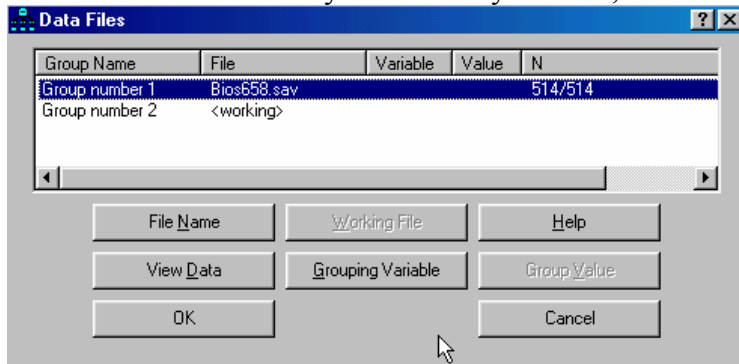 Data Files
Group Name File Variable Value N
Group number 1 Bios658.sav 514/514
Group number 2 <working>
File Name Working File Help
View Data Grouping Variable Group Value
OK Cancel